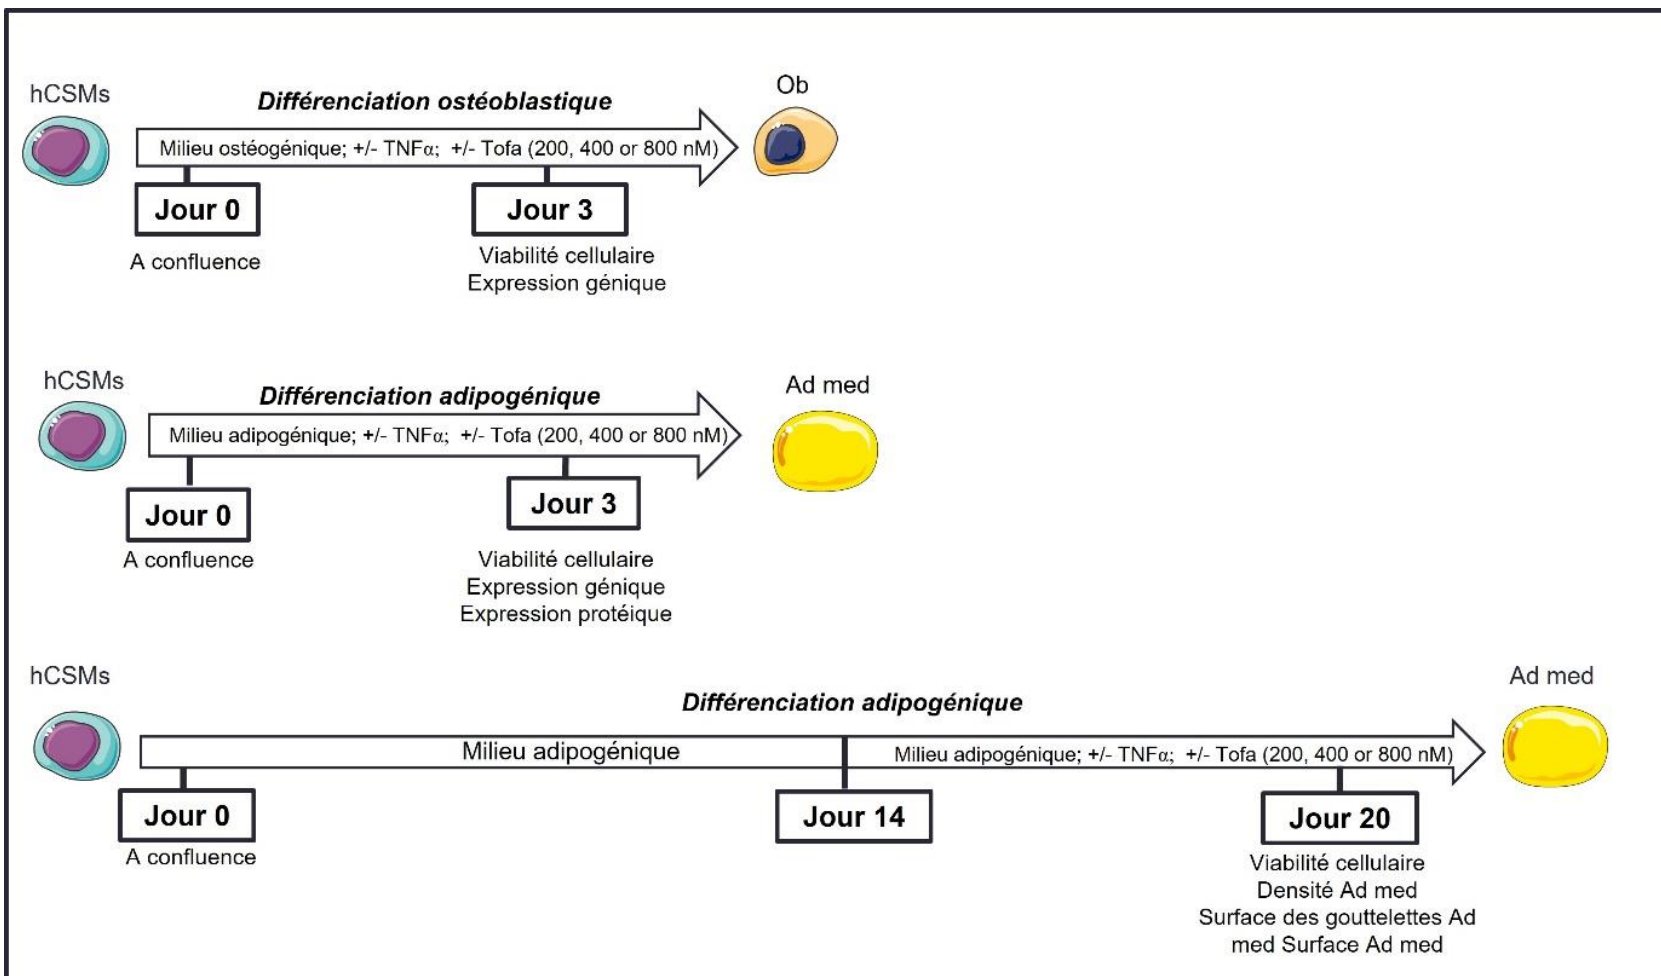 hCSMs
Différenciation ostéoblastique
Ob
Milieu ostéogénique; +/- TNFα; +/- Tofa (200, 400 or 800 nM)
Jour 0
Jour 3
A confluence
Viabilité cellulaire
Expression génique
hCSMs
Différenciation adipogénique
Ad med
Milieu adipogénique; +/- TNFα; +/- Tofa (200, 400 or 800 nM)
Jour 0
Jour 3
A confluence
Viabilité cellulaire
Expression génique
Expression protéique
hCSMs
Différenciation adipogénique
Ad med
Milieu adipogénique
Milieu adipogénique; +/- TNFα; +/- Tofa (200, 400 or 800 nM)
Jour 0
Jour 14
Jour 20
A confluence
Viabilité cellulaire
Densité Ad med
Surface des gouttelettes Ad
med Surface Ad med